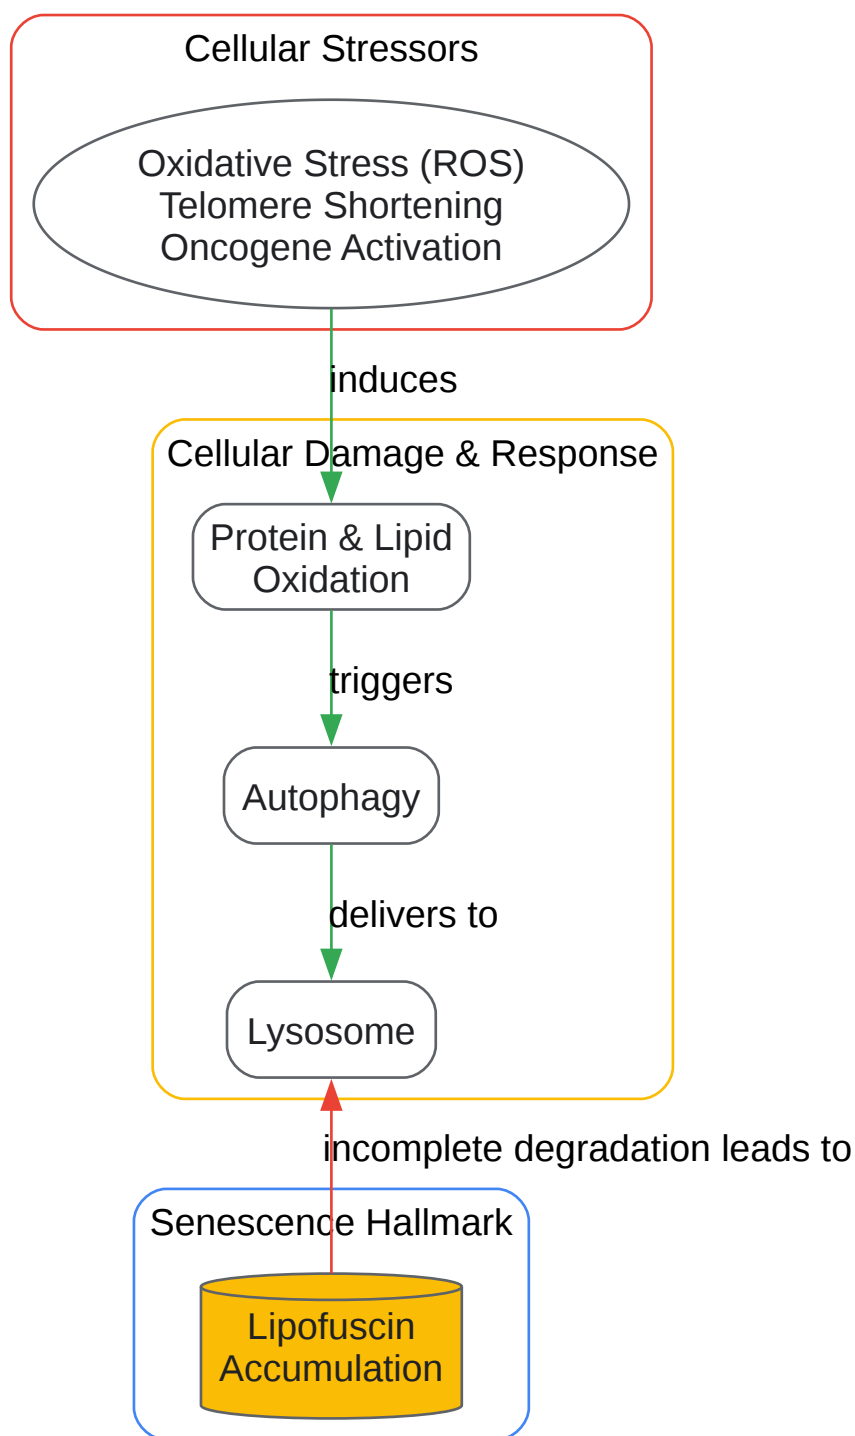 Cellular Stressors
Oxidative Stress (ROS)
Telomere Shortening
Oncogene Activation
induces
Cellular Damage & Response
Protein & Lipid
Oxidation
triggers
Autophagy
delivers to
Lysosome
incomplete degradation leads to
Senescence Hallmark
Lipofuscin
Accumulation